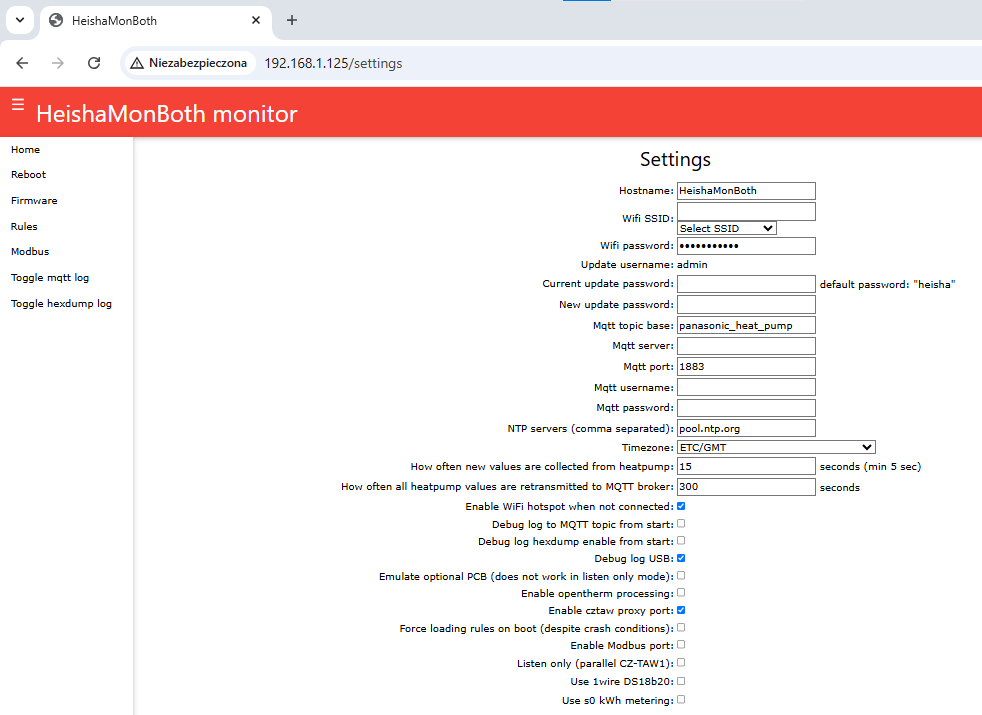 HeishaMonBoth
Niezabezpieczona 192.168.1.125/settings
☰ HeishaMonBoth monitor
Home
Reboot
Firmware
Rules
Modbus
Toggle mqtt log
Toggle hexdump log
Settings
Hostname: HeishaMonBoth
Wifi SSID:
Select SSID
Wifi password: •••••••••••
Update username: admin
Current update password: default password: "heisha"
New update password:
Mqtt topic base: panasonic_heat_pump
Mqtt server:
Mqtt port: 1883
Mqtt username:
Mqtt password:
NTP servers (comma separated): pool.ntp.org
Timezone: ETC/GMT
How often new values are collected from heatpump: 15 seconds (min 5 sec)
How often all heatpump values are retransmitted to MQTT broker: 300 seconds
Enable WiFi hotspot when not connected:
Debug log to MQTT topic from start:
Debug log hexdump enable from start:
Debug log USB:
Emulate optional PCB (does not work in listen only mode):
Enable opentherm processing:
Enable cztaw proxy port:
Force loading rules on boot (despite crash conditions):
Enable Modbus port:
Listen only (parallel CZ-TAW1):
Use 1wire DS18b20:
Use s0 kWh metering: